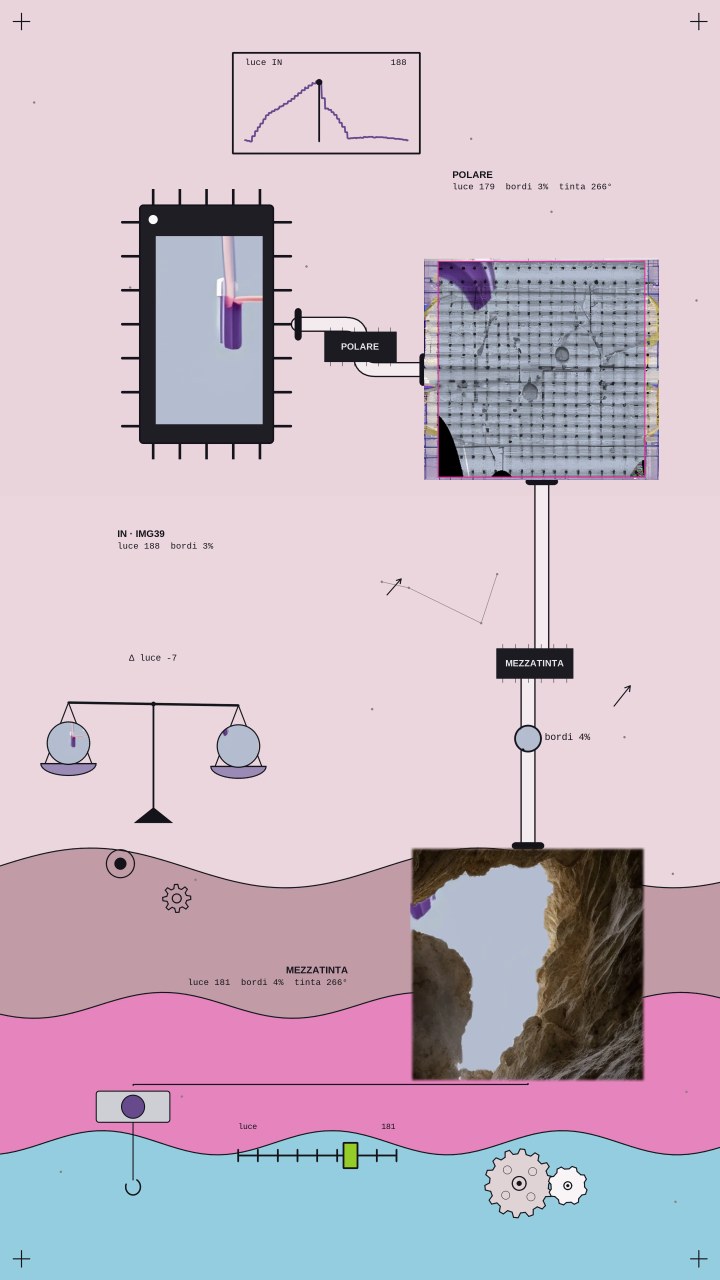 luce IN 188
POLARE
luce 179 bordi 3% tinta 266°
POLARE
IN · IMG39
luce 188 bordi 3%
Δ luce -7
MEZZATINTA
bordi 4%
MEZZATINTA
luce 181 bordi 4% tinta 266°
luce 181